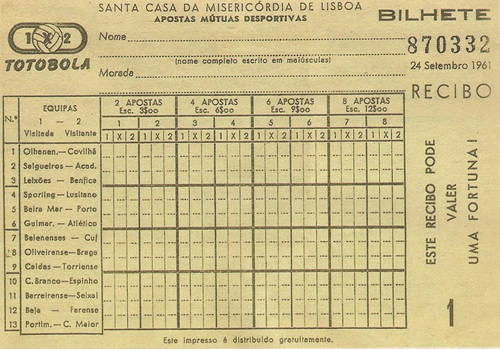 SANTA CASA DA MISERICÓRDIA DE LISBOA
APOSTAS MÚTUAS DESPORTIVAS
BILHETE
1 X 2
TOTOBOLA
Nome
870332
(nome completo escrito em maiúsculas)
24 Setembro 1961
Morada
RECIBO
N.º
EQUIPAS
1 — 2
Visitada Visitante
2 APOSTAS
Esc. 3$00
4 APOSTAS
Esc. 6$00
6 APOSTAS
Esc. 9$00
8 APOSTAS
Esc. 12$00
1 2 3 4 5 6 7 8
1 X 2 1 X 2 1 X 2 1 X 2 1 X 2 1 X 2 1 X 2 1 X 2
1 Olhanen. — Covilhã
2 Salgueiros — Acad.
3 Leixões — Benfica
4 Sporting — Lusitano
5 Beira Mar — Porto
6 Guimar. — Atlético
7 Belenenses — Cuf
8 Oliveirense — Braga
9 Caldas — Torriense
10 C. Branco — Espinho
11 Barreirense — Seixal
12 Beja — Farense
13 Portim. — C. Maior
ESTE RECIBO PODE
VALER
UMA FORTUNA!
1
Este impresso é distribuído gratuitamente.